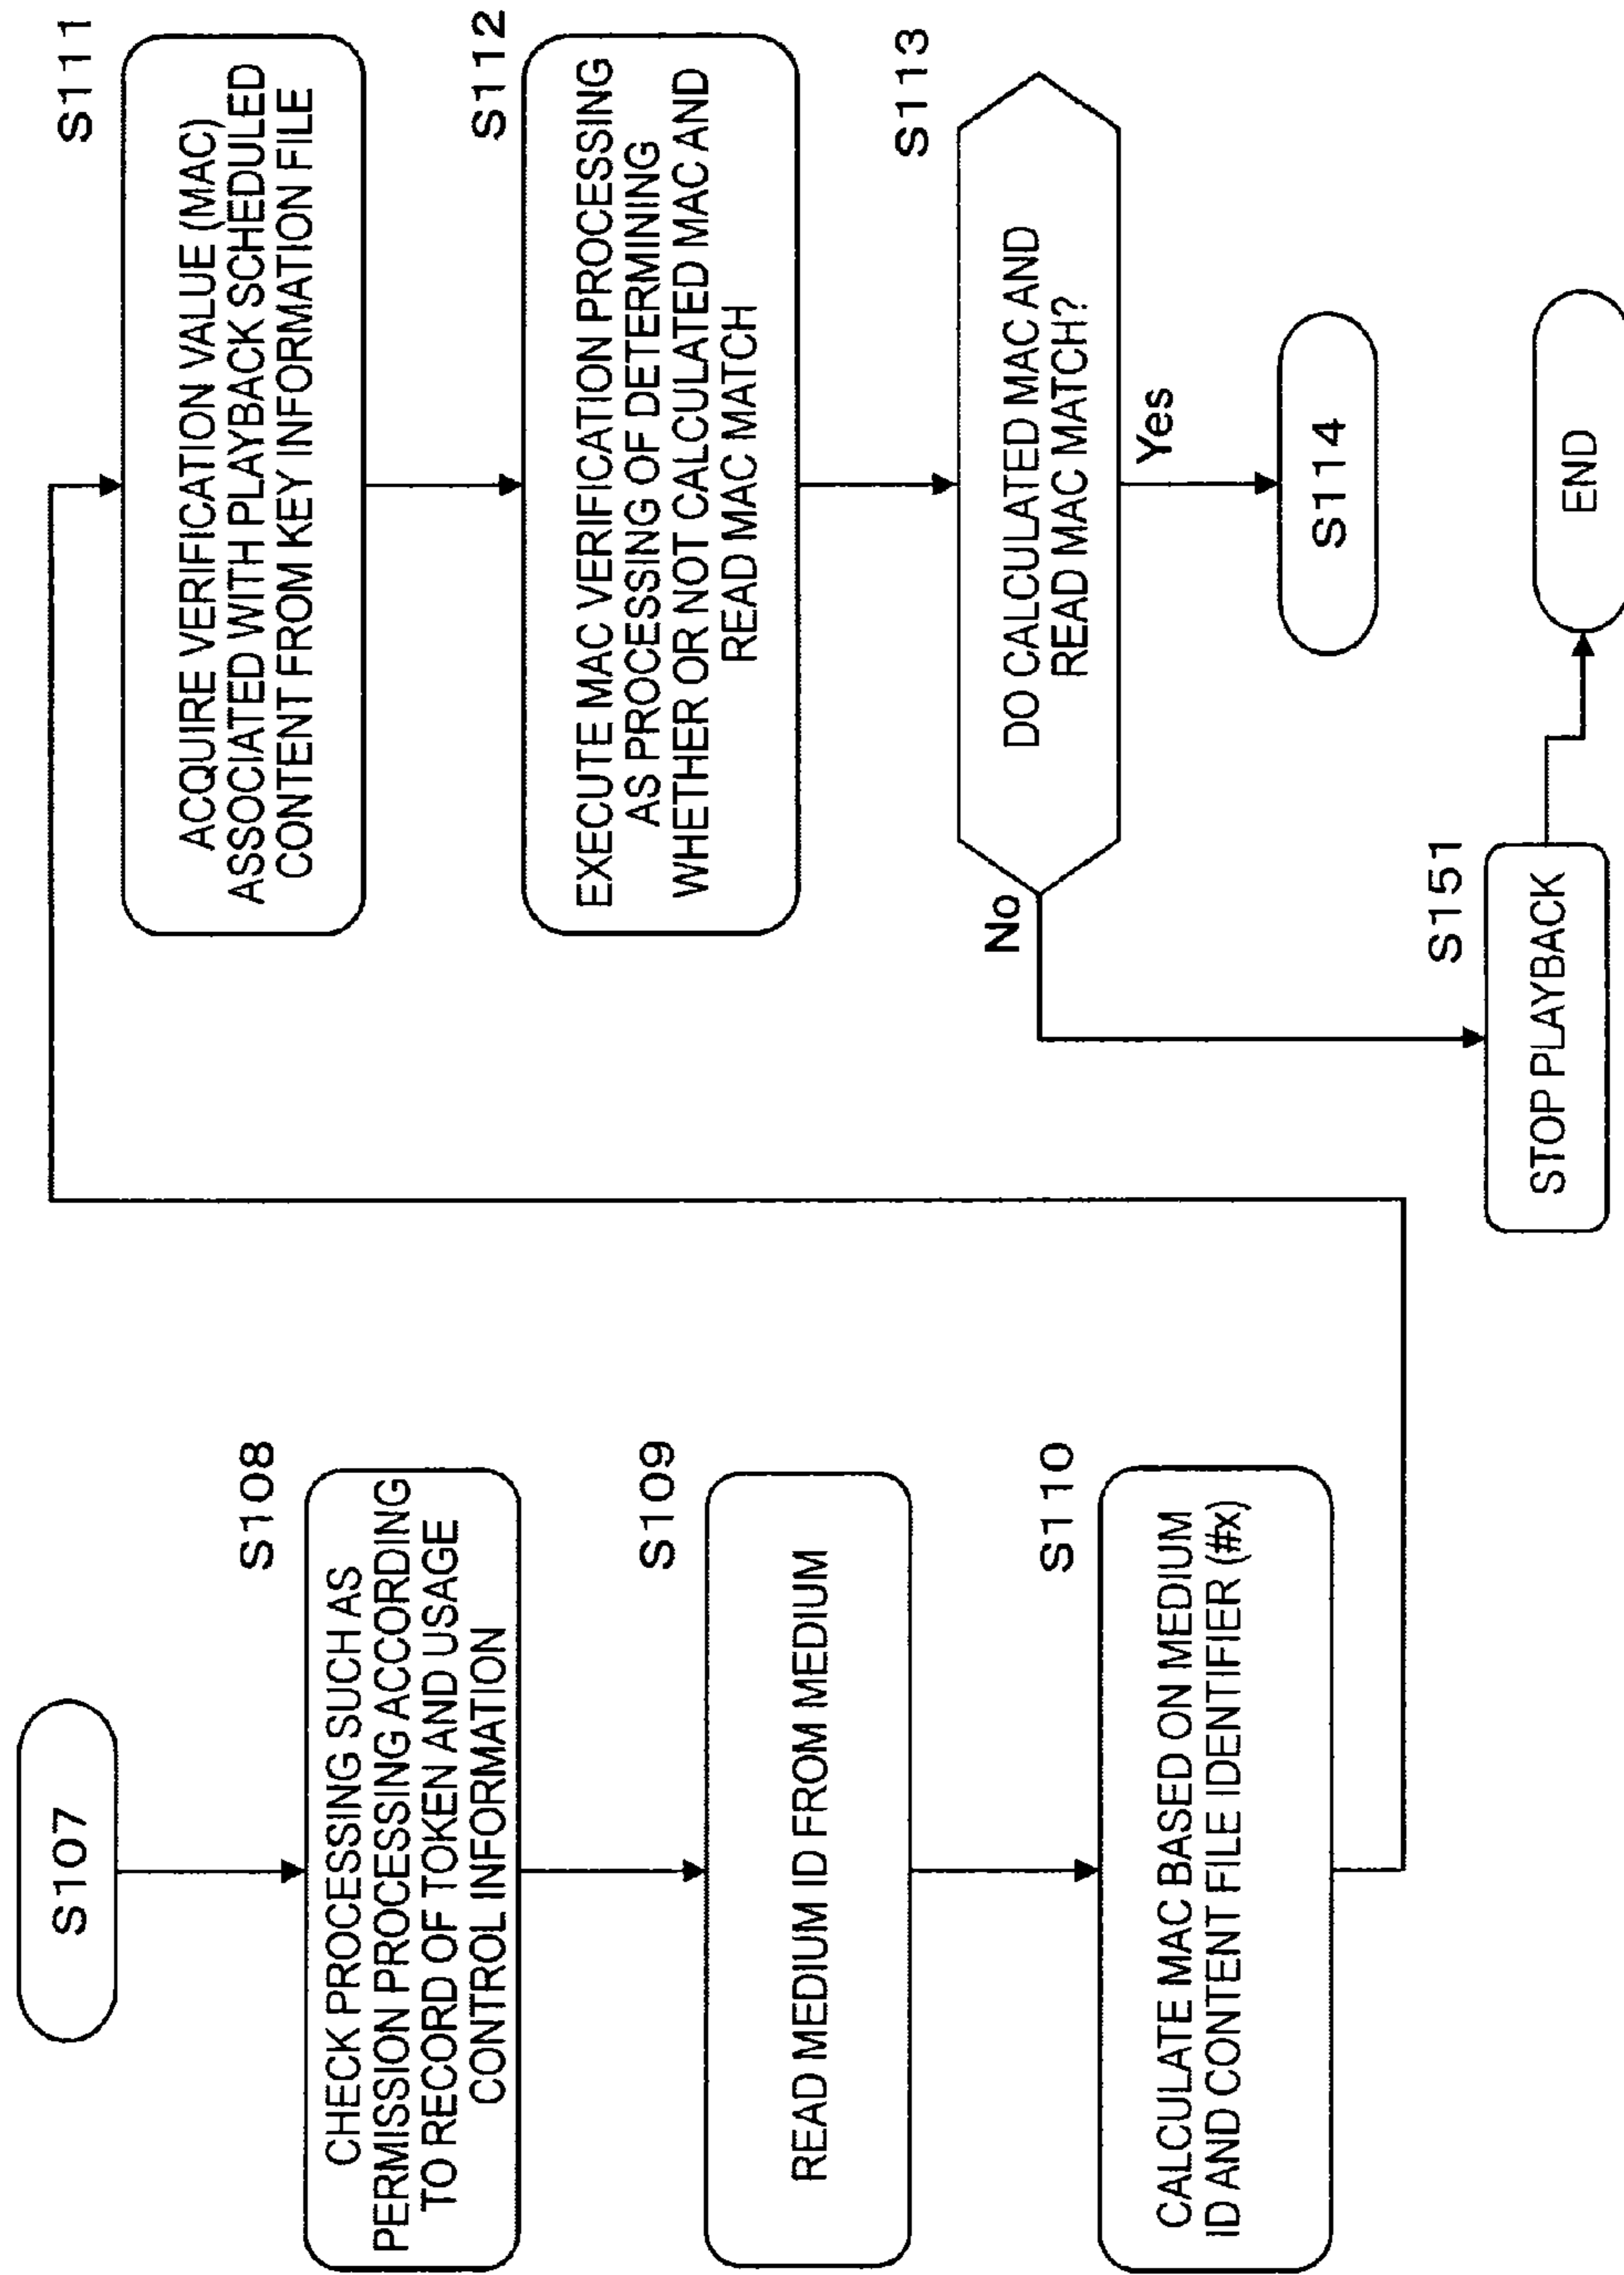 S107
S108
CHECK PROCESSING SUCH AS
PERMISSION PROCESSING ACCORDING
TO RECORD OF TOKEN AND USAGE
CONTROL INFORMATION
S109
READ MEDIUM ID FROM MEDIUM
S110
CALCULATE MAC BASED ON MEDIUM
ID AND CONTENT FILE IDENTIFIER (#x)
S111
ACQUIRE VERIFICATION VALUE (MAC)
ASSOCIATED WITH PLAYBACK SCHEDULED
CONTENT FROM KEY INFORMATION FILE
S112
EXECUTE MAC VERIFICATION PROCESSING
AS PROCESSING OF DETERMINING
WHETHER OR NOT CALCULATED MAC AND
READ MAC MATCH
S113
DO CALCULATED MAC AND
READ MAC MATCH?
No
Yes
S114
S151
STOP PLAYBACK
END